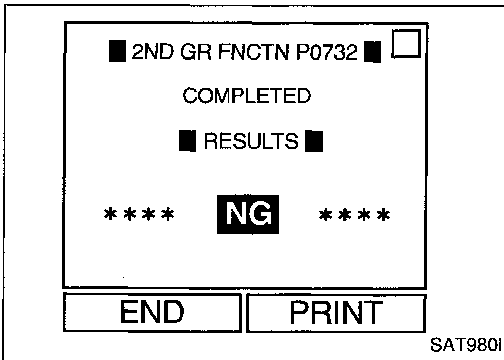 ■ 2ND GR FNCTN P0732 ■
COMPLETED
■ RESULTS ■
**** NG ****
END PRINT
SAT980I